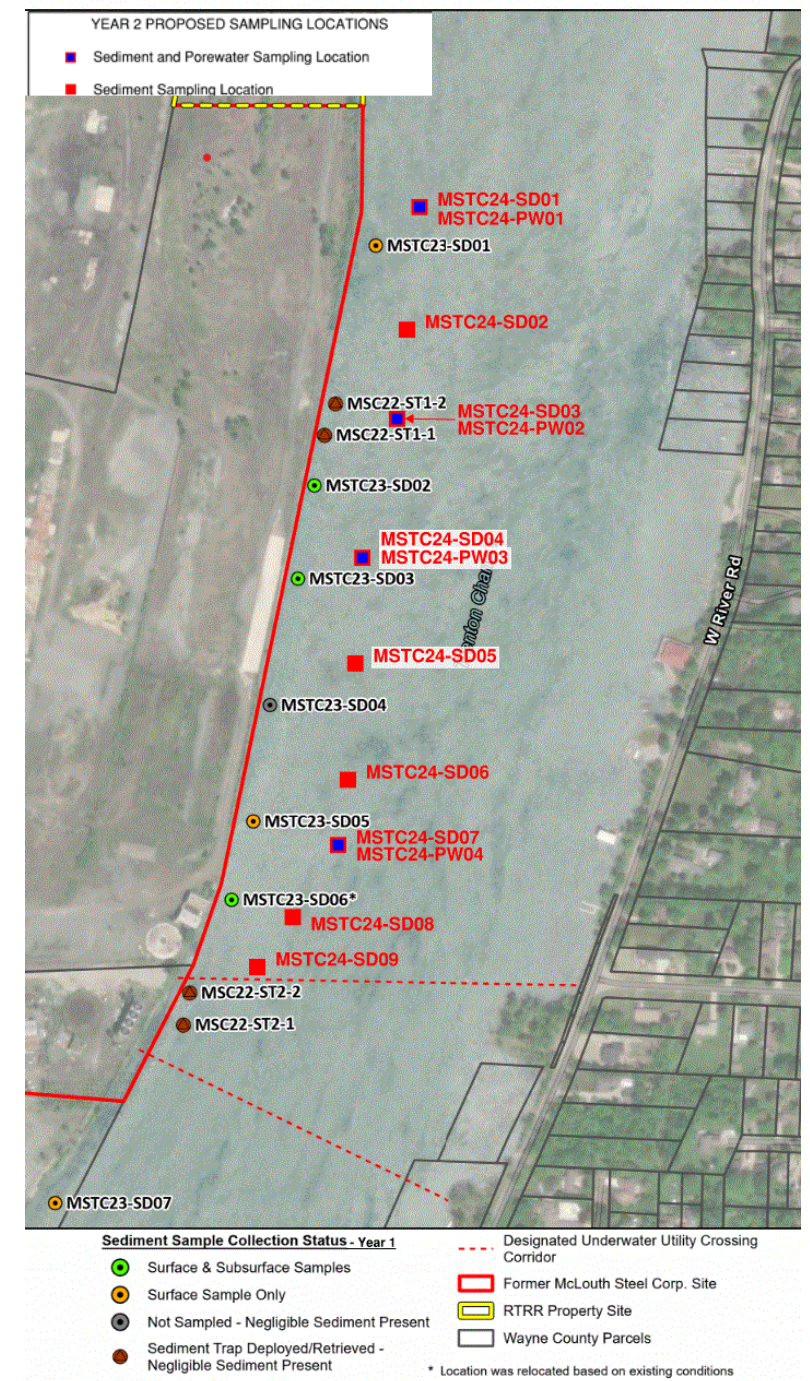 YEAR 2 PROPOSED SAMPLING LOCATIONS
Sediment and Porewater Sampling Location
Sediment Sampling Location
MSTC24-SD01
MSTC24-PW01
MSTC23-SD01
MSTC24-SD02
MSC22-ST1-2
MSTC24-SD03
MSTC24-PW02
MSC22-ST1-1
MSTC23-SD02
MSTC24-SD04
MSTC24-PW03
MSTC23-SD03
W River Rd
MSTC24-SD05
MSTC23-SD04
MSTC24-SD06
MSTC23-SD05
MSTC24-SD07
MSTC24-PW04
MSTC23-SD06*
MSTC24-SD08
MSTC24-SD09
MSC22-ST2-2
MSC22-ST2-1
MSTC23-SD07
Sediment Sample Collection Status - Year 1
Surface & Subsurface Samples
Surface Sample Only
Not Sampled - Negligible Sediment Present
Sediment Trap Deployed/Retrieved -
Negligible Sediment Present
Designated Underwater Utility Crossing
Corridor
Former McLouth Steel Corp. Site
RTRR Property Site
Wayne County Parcels
* Location was relocated based on existing conditions